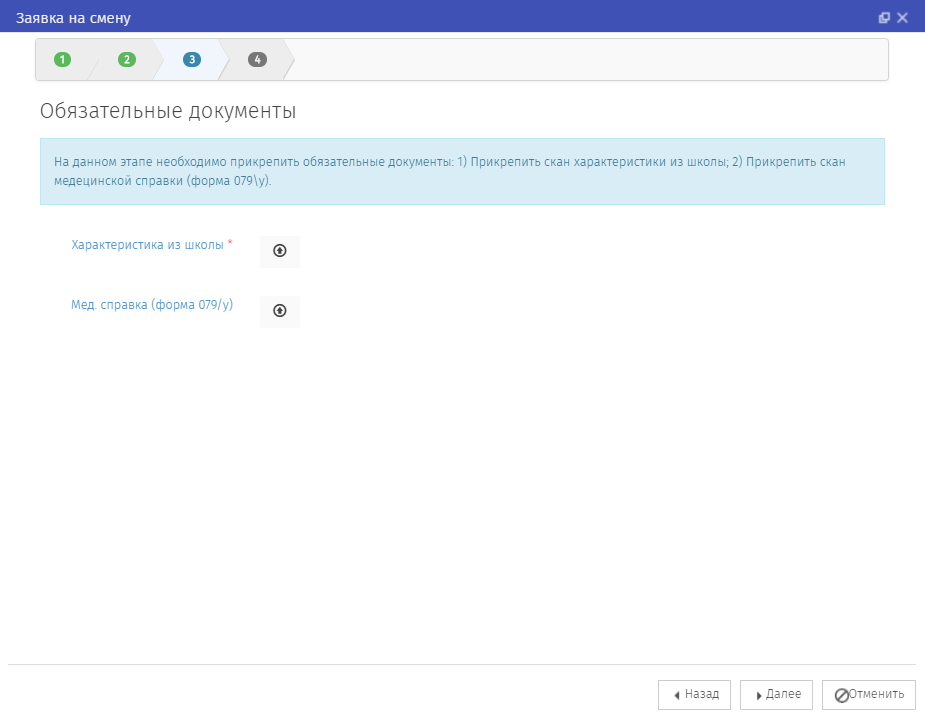 Заявка на смену
1 2 3 4
Обязательные документы
На данном этапе необходимо прикрепить обязательные документы: 1) Прикрепить скан характеристики из школы; 2) Прикрепить скан
медецинской справки (форма 079\у).
Характеристика из школы *
Мед. справка (форма 079/у)
Назад Далее Отменить